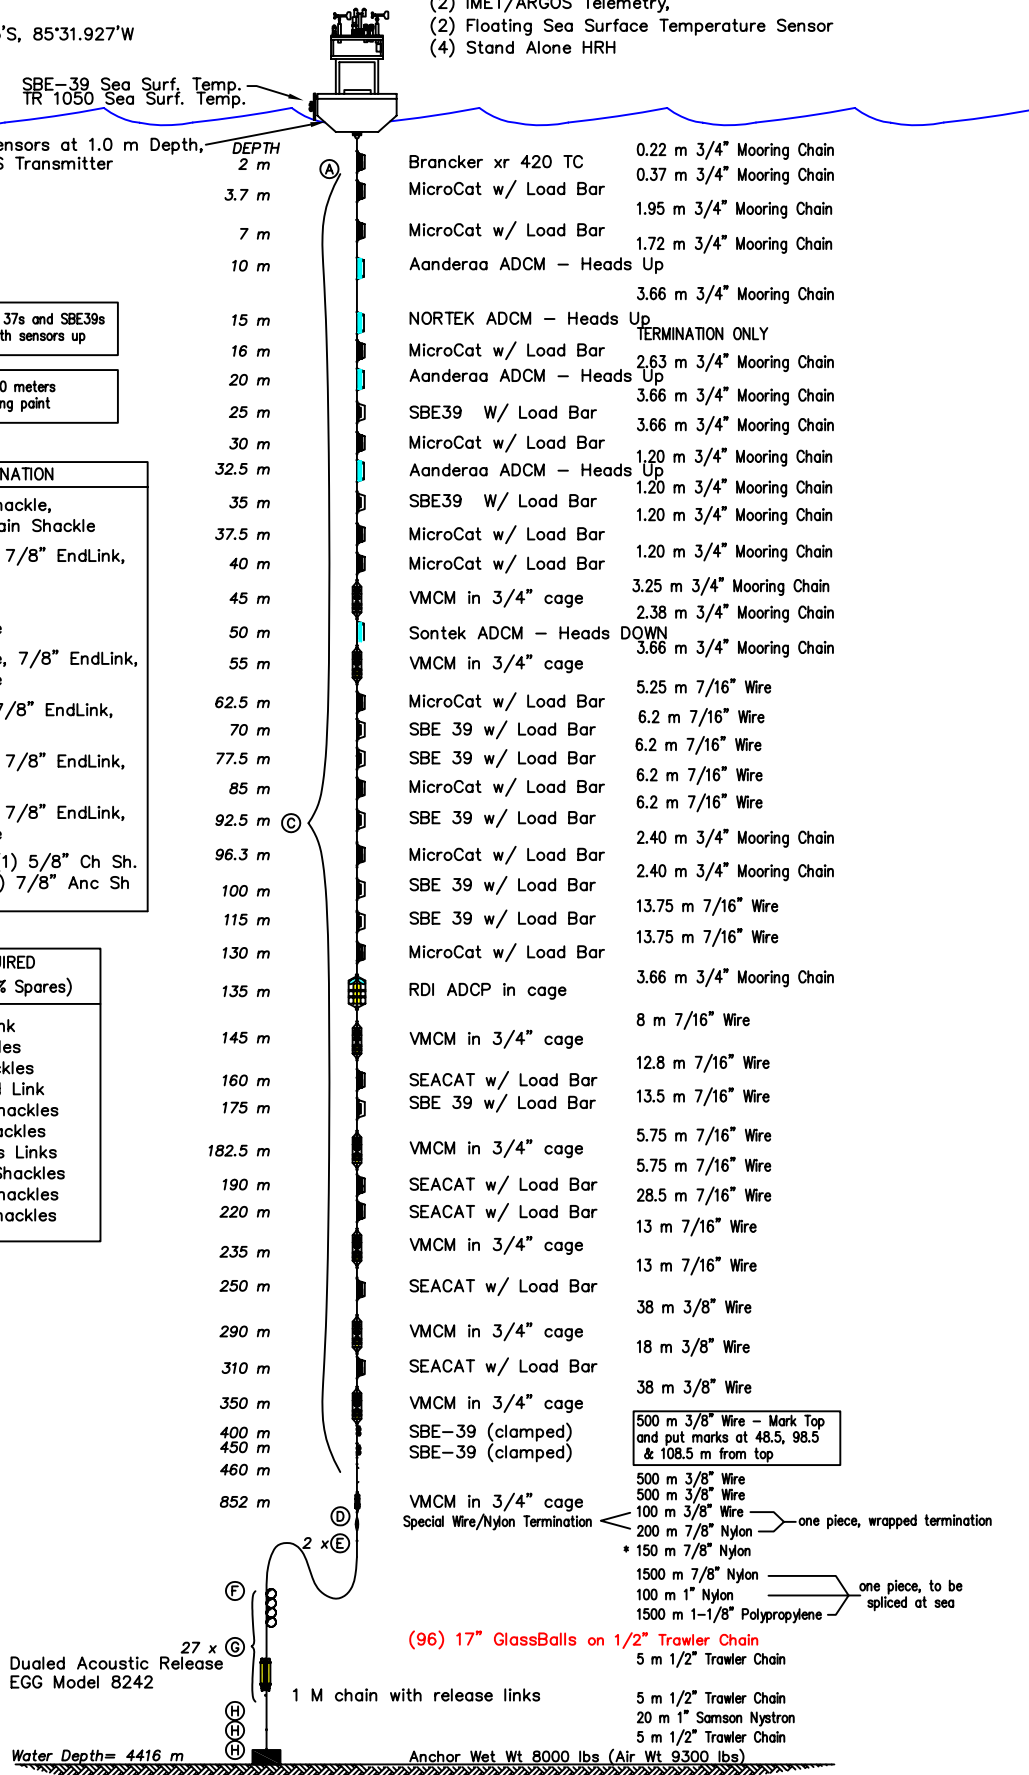 (2) IMET/ARGOS Telemetry,
(2) Floating Sea Surface Temperature Sensor
(4) Stand Alone HRH
'S, 85°31.927'W
SBE-39 Sea Surf. Temp.
TR 1050 Sea Surf. Temp.
ensors at 1.0 m Depth,
S Transmitter
37s and SBE39s
th sensors up
0 meters
ng paint
NATION
hackle,
ain Shackle
7/8" EndLink,
e
e, 7/8" EndLink,
e
7/8" EndLink,
7/8" EndLink,
7/8" EndLink,
e
(1) 5/8" Ch Sh.
) 7/8" Anc Sh
UIRED
% Spares)
nk
les
ckles
d Link
hackles
ackles
s Links
Shackles
hackles
hackles
DEPTH
2 m
3.7 m
7 m
10 m
15 m
16 m
20 m
25 m
30 m
32.5 m
35 m
37.5 m
40 m
45 m
50 m
55 m
62.5 m
70 m
77.5 m
85 m
92.5 m
96.3 m
100 m
115 m
130 m
135 m
145 m
160 m
175 m
182.5 m
190 m
220 m
235 m
250 m
290 m
310 m
350 m
400 m
450 m
460 m
852 m
A
C
D
2 x E
F
27 x G
H
H
H
Brancker xr 420 TC
MicroCat w/ Load Bar
MicroCat w/ Load Bar
Aanderaa ADCM - Heads Up
NORTEK ADCM - Heads Up
MicroCat w/ Load Bar
Aanderaa ADCM - Heads Up
SBE39 W/ Load Bar
MicroCat w/ Load Bar
Aanderaa ADCM - Heads Up
SBE39 W/ Load Bar
MicroCat w/ Load Bar
MicroCat w/ Load Bar
VMCM in 3/4" cage
Sontek ADCM - Heads DOWN
VMCM in 3/4" cage
MicroCat w/ Load Bar
SBE 39 w/ Load Bar
SBE 39 w/ Load Bar
MicroCat w/ Load Bar
SBE 39 w/ Load Bar
MicroCat w/ Load Bar
SBE 39 w/ Load Bar
SBE 39 w/ Load Bar
MicroCat w/ Load Bar
RDI ADCP in cage
VMCM in 3/4" cage
SEACAT w/ Load Bar
SBE 39 w/ Load Bar
VMCM in 3/4" cage
SEACAT w/ Load Bar
SEACAT w/ Load Bar
VMCM in 3/4" cage
SEACAT w/ Load Bar
VMCM in 3/4" cage
SEACAT w/ Load Bar
VMCM in 3/4" cage
SBE-39 (clamped)
SBE-39 (clamped)
VMCM in 3/4" cage
Special Wire/Nylon Termination
0.22 m 3/4" Mooring Chain
0.37 m 3/4" Mooring Chain
1.95 m 3/4" Mooring Chain
1.72 m 3/4" Mooring Chain
3.66 m 3/4" Mooring Chain
TERMINATION ONLY
2.63 m 3/4" Mooring Chain
3.66 m 3/4" Mooring Chain
3.66 m 3/4" Mooring Chain
1.20 m 3/4" Mooring Chain
1.20 m 3/4" Mooring Chain
1.20 m 3/4" Mooring Chain
1.20 m 3/4" Mooring Chain
3.25 m 3/4" Mooring Chain
2.38 m 3/4" Mooring Chain
3.66 m 3/4" Mooring Chain
5.25 m 7/16" Wire
6.2 m 7/16" Wire
6.2 m 7/16" Wire
6.2 m 7/16" Wire
6.2 m 7/16" Wire
2.40 m 3/4" Mooring Chain
2.40 m 3/4" Mooring Chain
13.75 m 7/16" Wire
13.75 m 7/16" Wire
3.66 m 3/4" Mooring Chain
8 m 7/16" Wire
12.8 m 7/16" Wire
13.5 m 7/16" Wire
5.75 m 7/16" Wire
5.75 m 7/16" Wire
28.5 m 7/16" Wire
13 m 7/16" Wire
13 m 7/16" Wire
38 m 3/8" Wire
18 m 3/8" Wire
38 m 3/8" Wire
500 m 3/8" Wire - Mark Top
and put marks at 48.5, 98.5
& 108.5 m from top
500 m 3/8" Wire
500 m 3/8" Wire
100 m 3/8" Wire
200 m 7/8" Nylon
one piece, wrapped termination
* 150 m 7/8" Nylon
1500 m 7/8" Nylon
100 m 1" Nylon
1500 m 1-1/8" Polypropylene
one piece, to be
spliced at sea
(96) 17" GlassBalls on 1/2" Trawler Chain
5 m 1/2" Trawler Chain
Dualed Acoustic Release
EGG Model 8242
1 M chain with release links
5 m 1/2" Trawler Chain
20 m 1" Samson Nystron
5 m 1/2" Trawler Chain
Water Depth= 4416 m
Anchor Wet Wt 8000 lbs (Air Wt 9300 lbs)